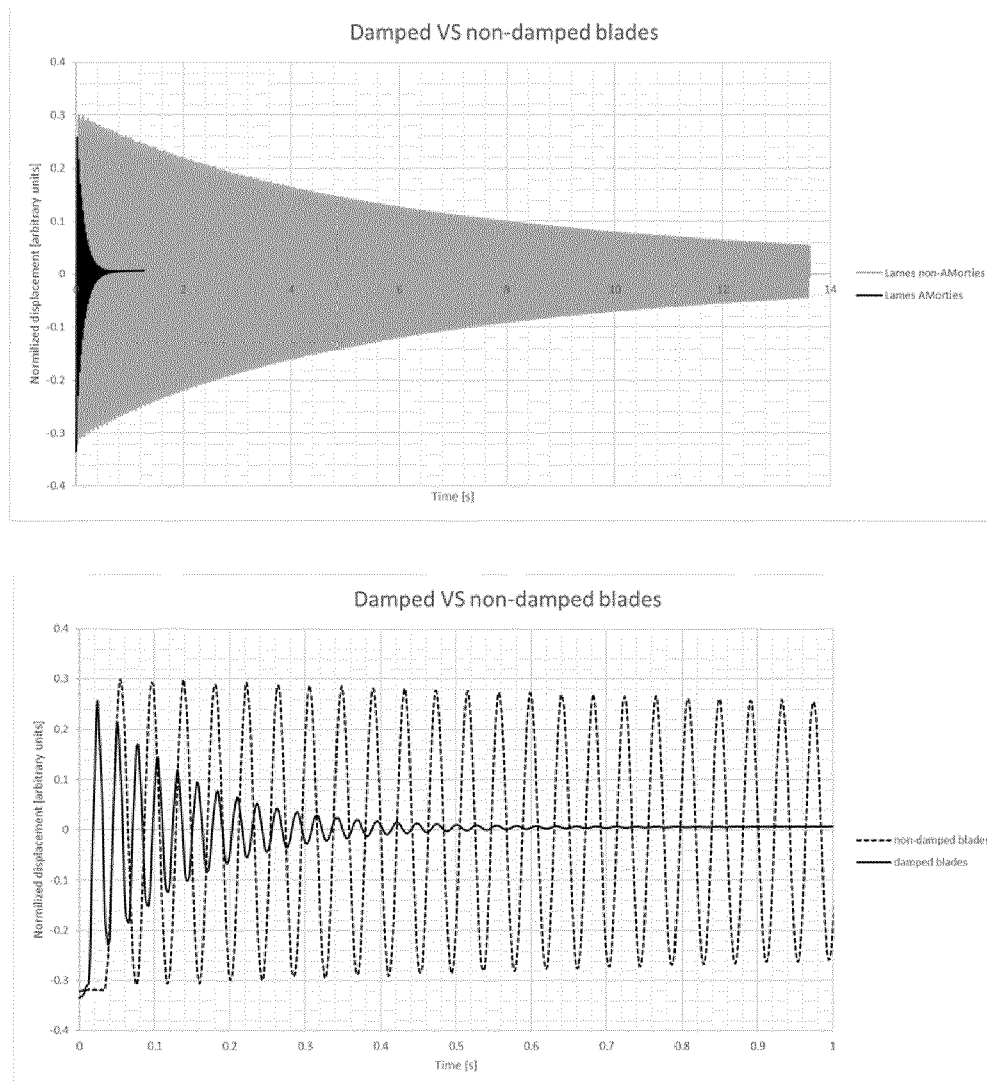 Damped VS non-damped blades
0.4
0.3
0.2
0.1
0
-0.1
-0.2
-0.3
-0.4
Normilized displacement [arbitrary units]
2
4
6
8
10
12
14
Time [s]
Lames non-AMorties
Lames AMorties
Damped VS non-damped blades
0.4
0.3
0.2
0.1
0
-0.1
-0.2
-0.3
-0.4
Normilized displacement [arbitrary units]
0 0.1 0.2 0.3 0.4 0.5 0.6 0.7 0.8 0.9 1
Time [s]
non-damped blades
damped blades